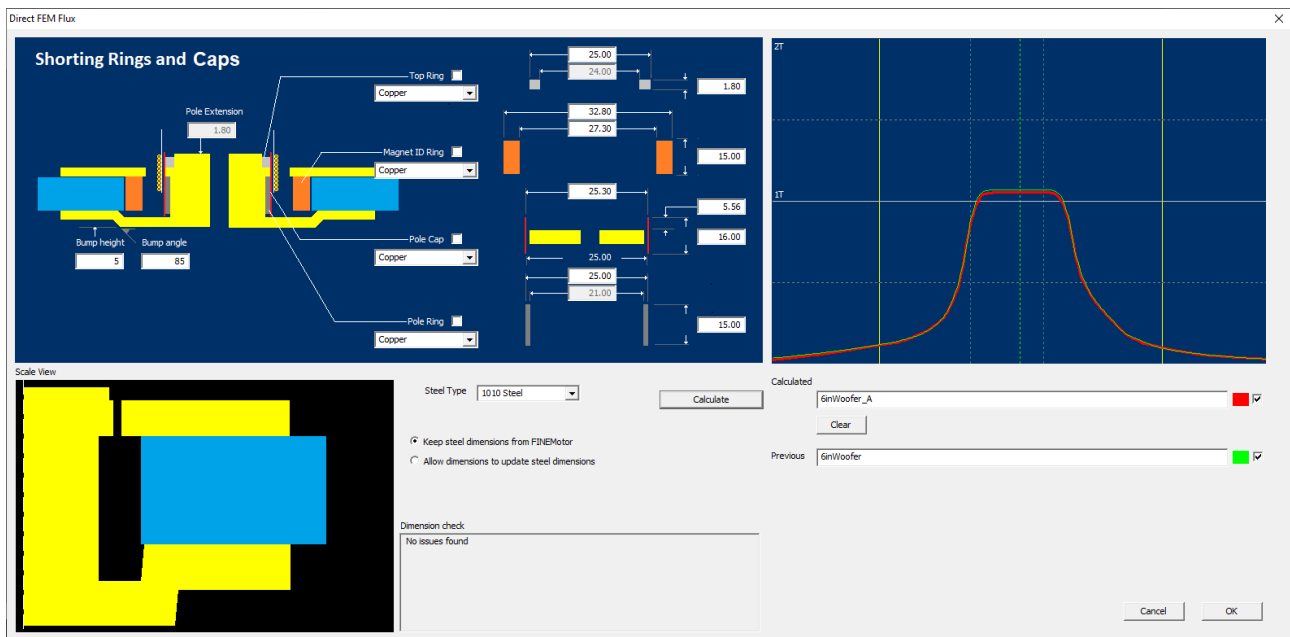 Direct FEM Flux
Shorting Rings and Caps
Top Ring
Copper
Pole Extension
1.80
Magnet ID Ring
Copper
Bump height
Bump angle
5
85
Pole Cap
Copper
Pole Ring
Copper
25.00
24.00
1.80
32.80
27.30
15.00
25.30
5.56
16.00
25.00
25.00
21.00
15.00
2T
1T
Scale View
Steel Type
1010 Steel
Calculate
Keep steel dimensions from FINEMotor
Allow dimensions to update steel dimensions
Dimension check
No issues found
Calculated
6inWoofer_A
Clear
Previous
6inWoofer
Cancel
OK